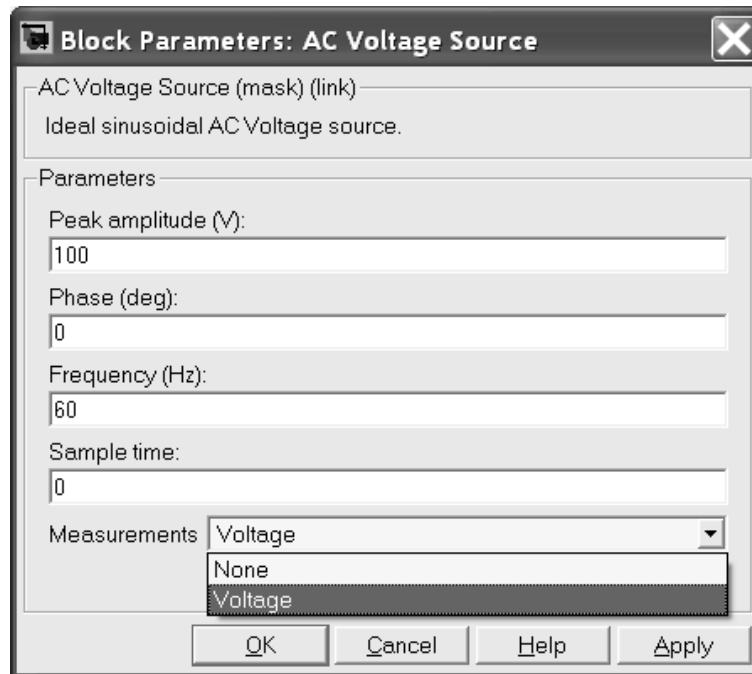 Block Parameters: AC Voltage Source
AC Voltage Source (mask) (link)
Ideal sinusoidal AC Voltage source.
Parameters
Peak amplitude (V):
100
Phase (deg):
0
Frequency (Hz):
60
Sample time:
0
Measurements Voltage
None
Voltage
OK Cancel Help Apply